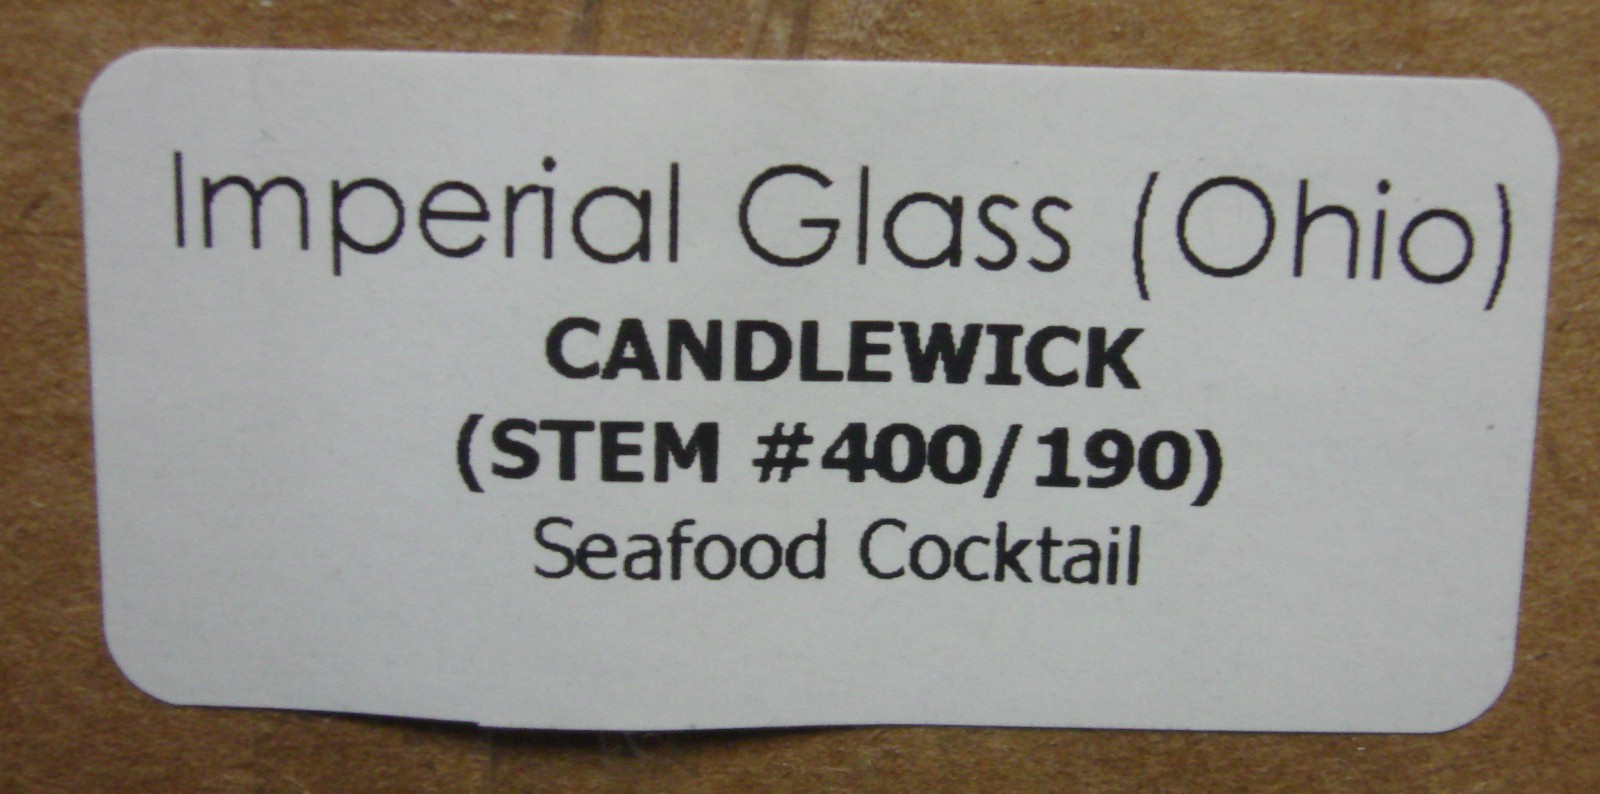 Imperial Glass (Ohio)
CANDLEWICK
(STEM #400/190)
Seafood Cocktail